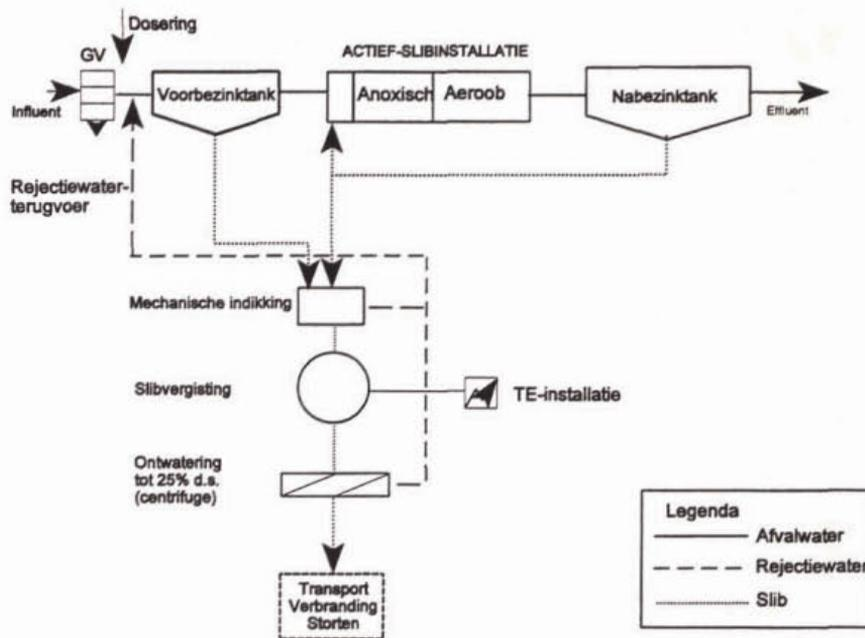 Dosering
GV
ACTIEF-SLIBINSTALLATIE
Influent
Voorbezinktank
Anoxisch
Aeroob
Nabezinktank
Effluent
Rejectiewater-
terugvoer
Mechanische indikking
Slibvergisting
TE-installatie
Ontwatering
tot 25% d.s.
(centrifuge)
Transport
Verbranding
Storten
Legenda
Afvalwater
Rejectiewater
Slib